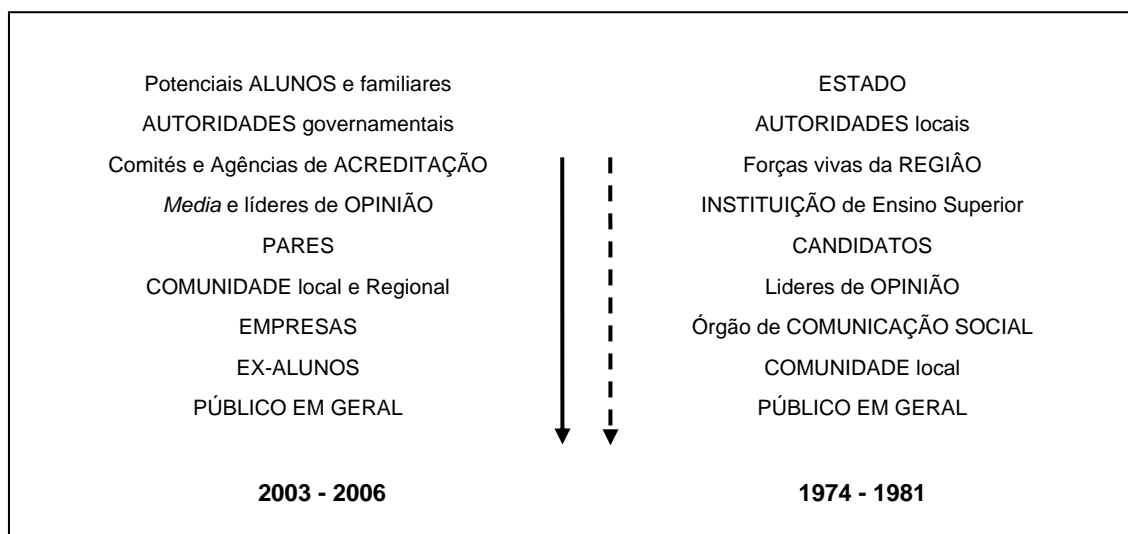 Potenciais ALUNOS e familiares
AUTORIDADES governamentais
Comités e Agências de ACREDITAÇÃO
Media e líderes de OPINIÃO
PARES
COMUNIDADE local e Regional
EMPRESAS
EX-ALUNOS
PÚBLICO EM GERAL
2003 - 2006
ESTADO
AUTORIDADES locais
Forças vivas da REGIÂO
INSTITUIÇÃO de Ensino Superior
CANDIDATOS
Lideres de OPINIÃO
Órgão de COMUNICAÇÃO SOCIAL
COMUNIDADE local
PÚBLICO EM GERAL
1974 - 1981